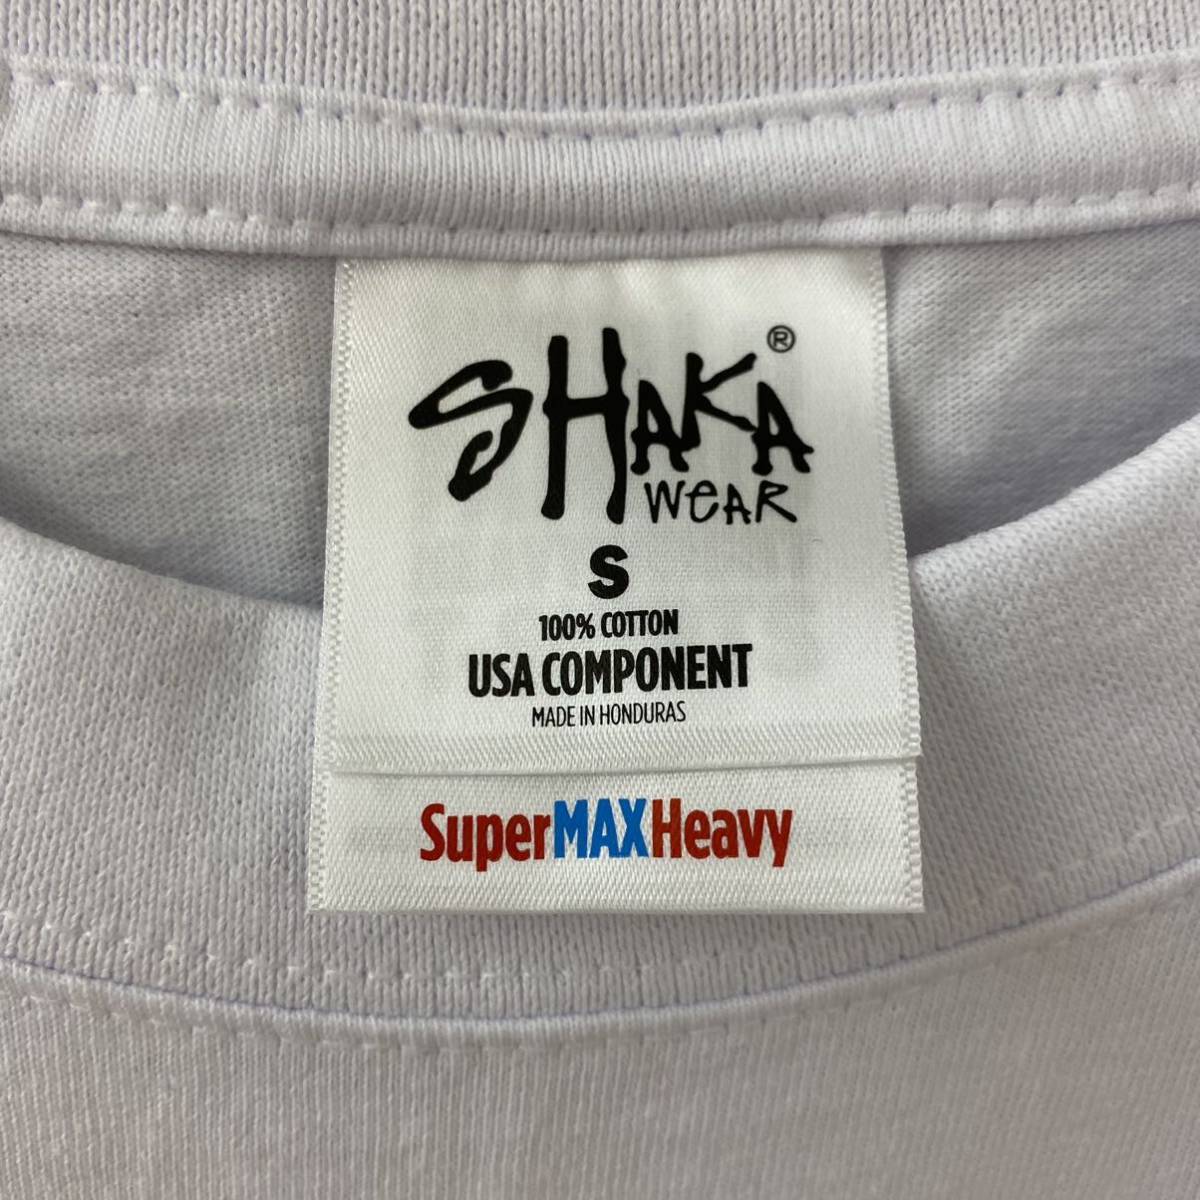 SHAKA ®
WeAR
S
100% COTTON
USA COMPONENT
MADE IN HONDURAS
SuperMAXHeavy